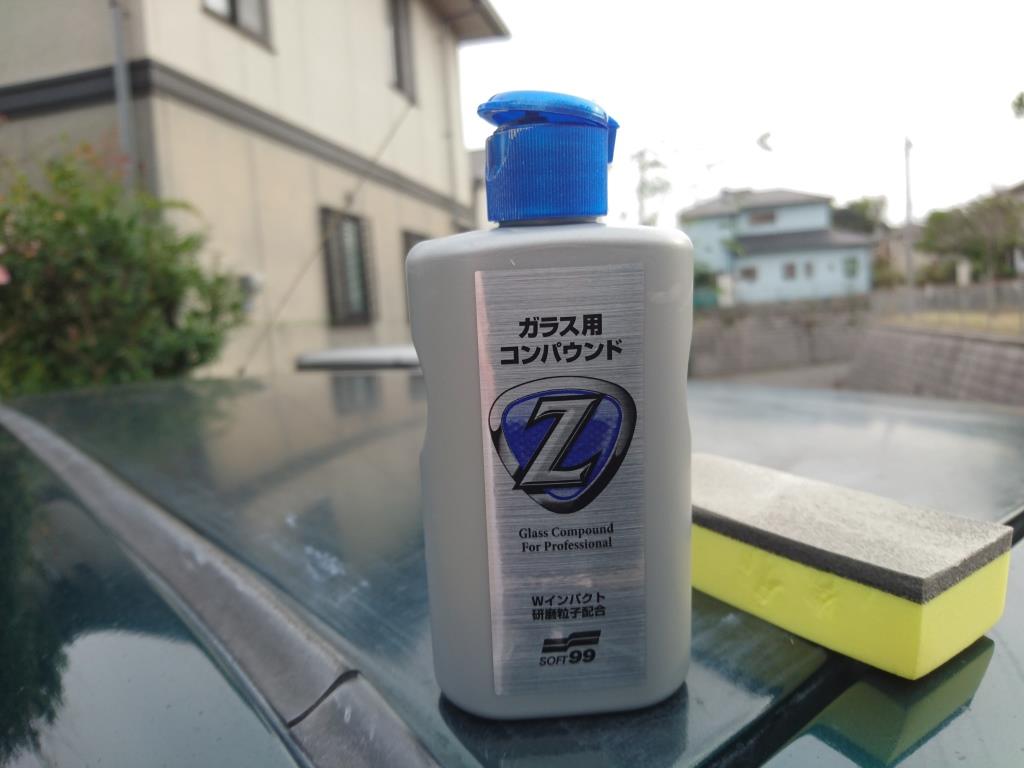 ガラス用
コンパウンド
Z
Glass Compound
For Professional
Wインパクト
研磨粒子配合
SOFT99